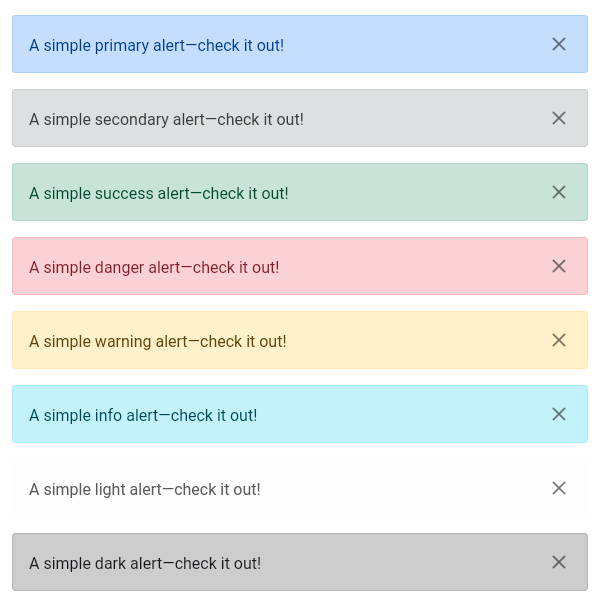 A simple primary alert—check it out!
A simple secondary alert—check it out!
A simple success alert—check it out!
A simple danger alert—check it out!
A simple warning alert—check it out!
A simple info alert—check it out!
A simple light alert—check it out!
A simple dark alert—check it out!